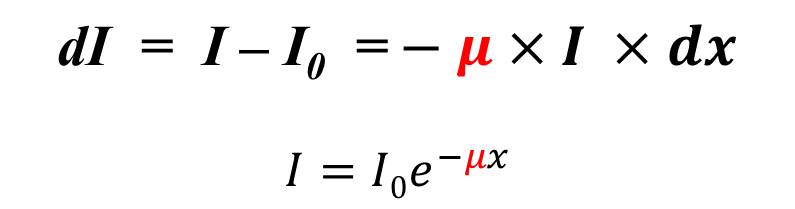 dI = I – I₀ = – μ × I × dx
I = I₀e^{−μx}